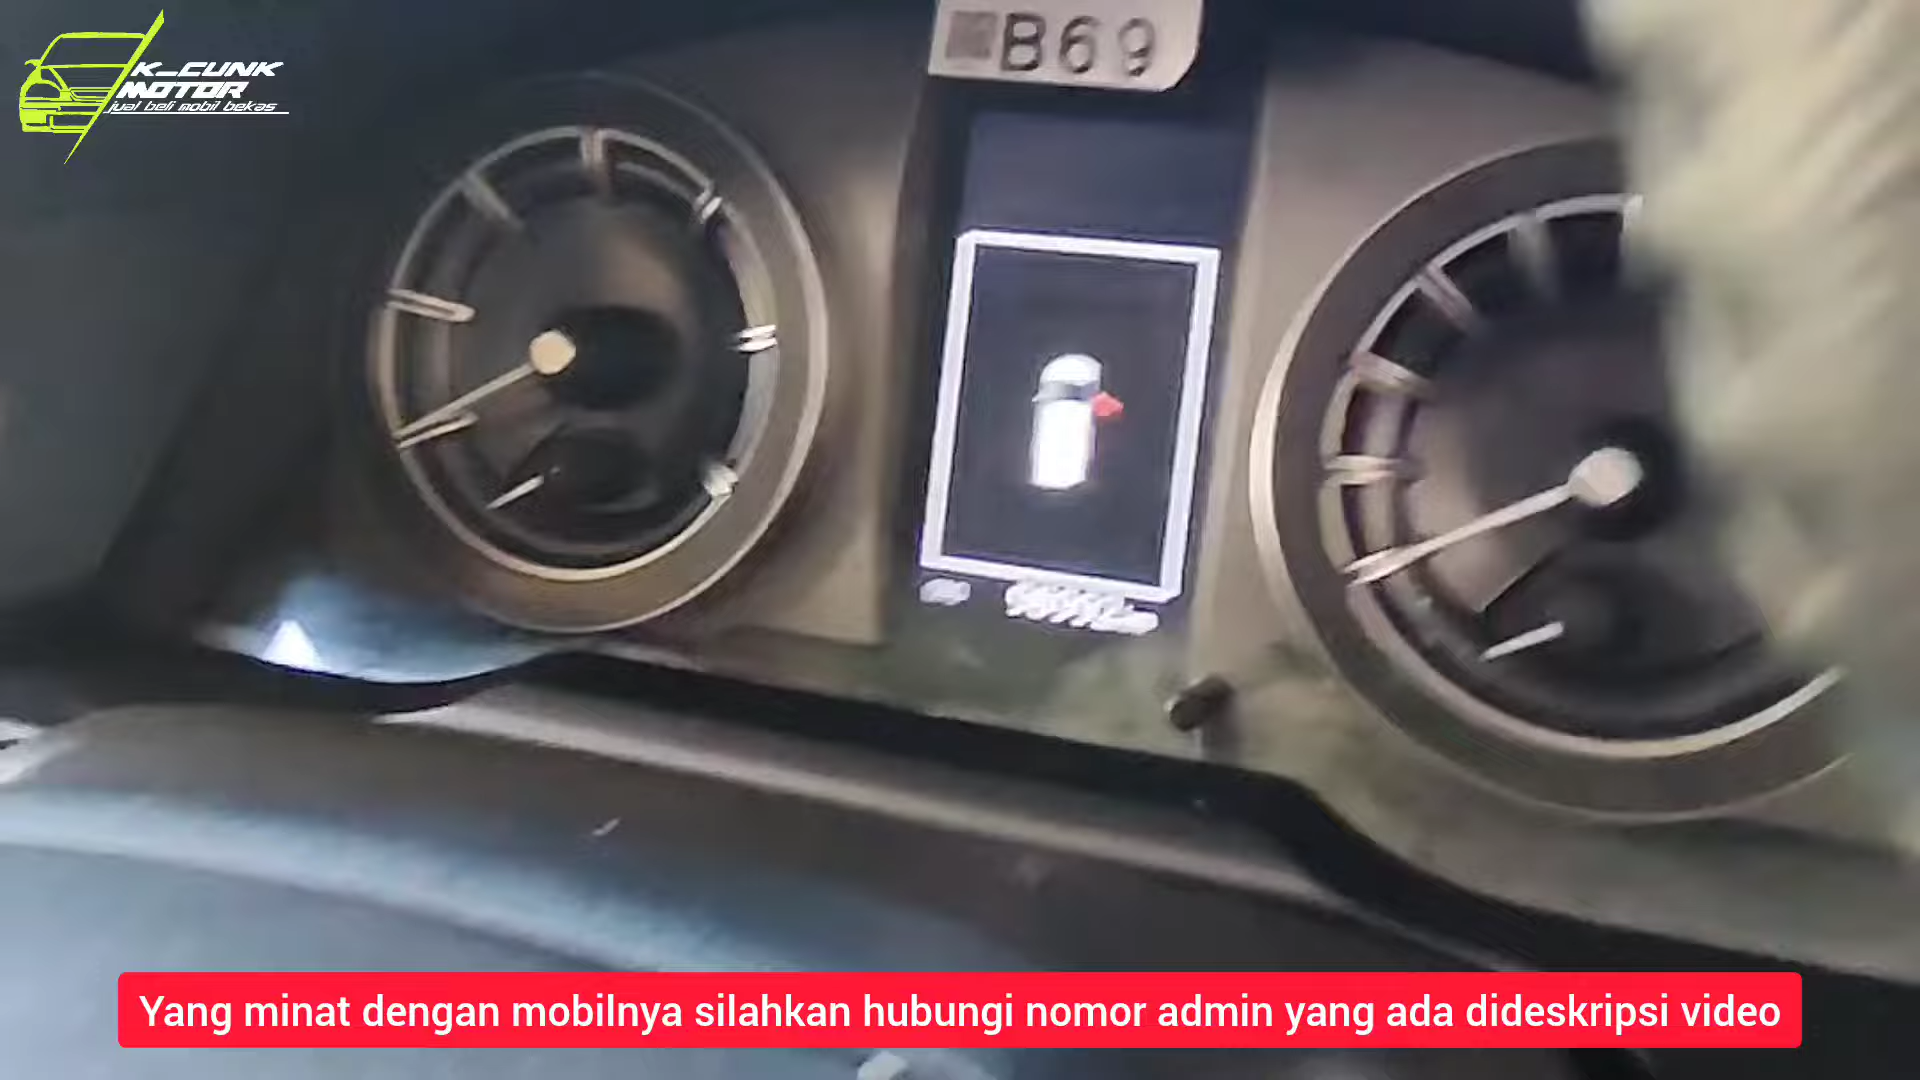 K_CUNK
MOTOR
jual beli mobil bekas
B69
Yang minat dengan mobilnya silahkan hubungi nomor admin yang ada dideskripsi video